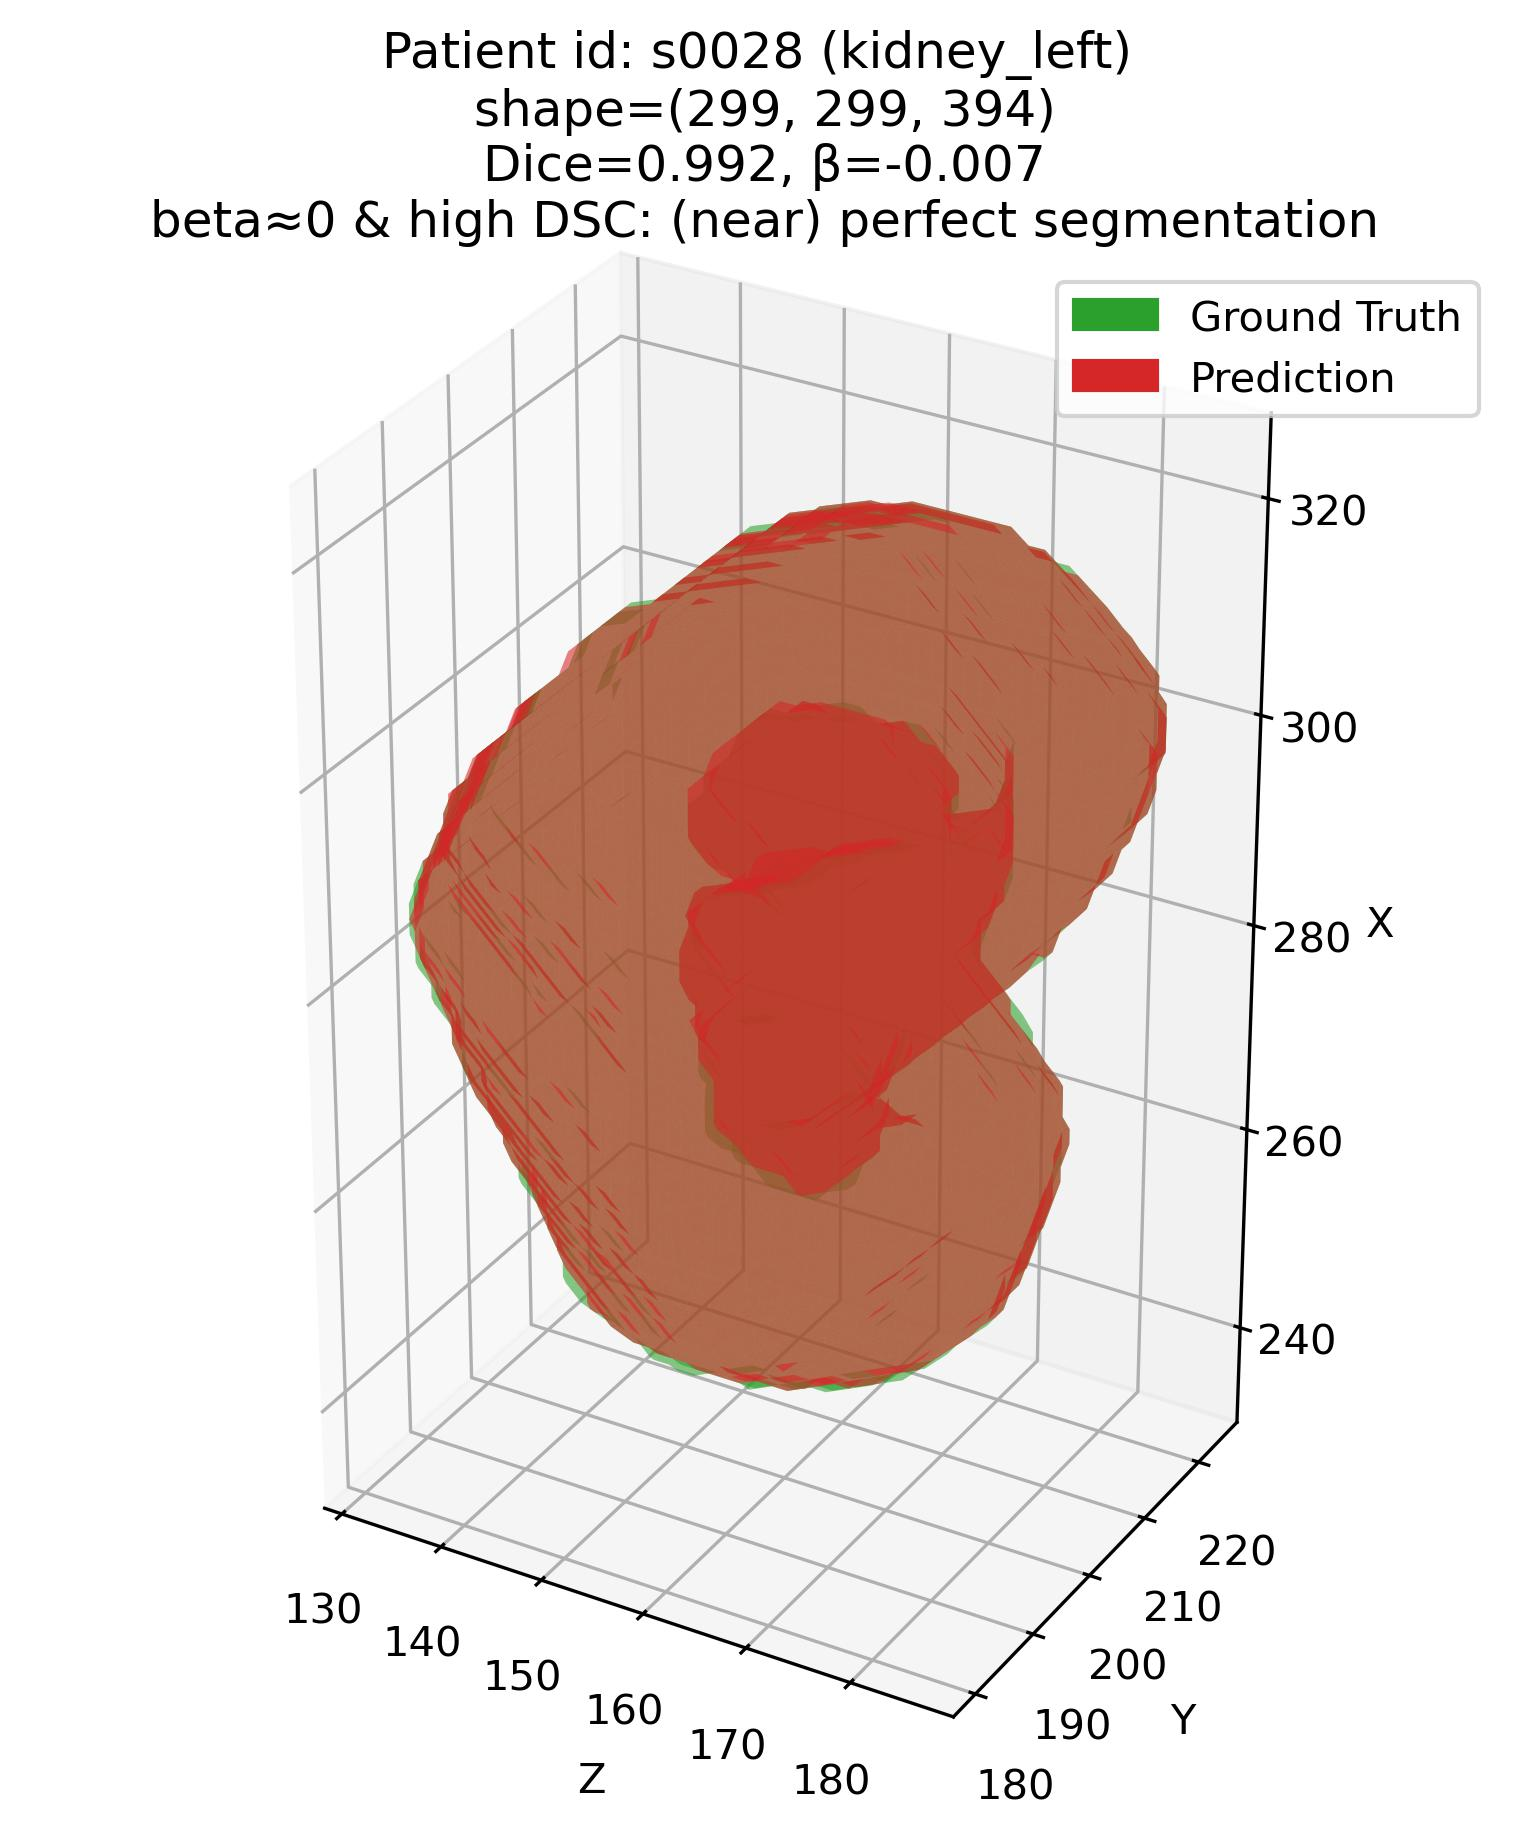 Patient id: s0028 (kidney_left)
shape=(299, 299, 394)
Dice=0.992, β=-0.007
beta≈0 & high DSC: (near) perfect segmentation
Ground Truth
Prediction
320
300
280
X
260
240
220
210
200
190
180
Y
130
140
150
160
170
180
Z